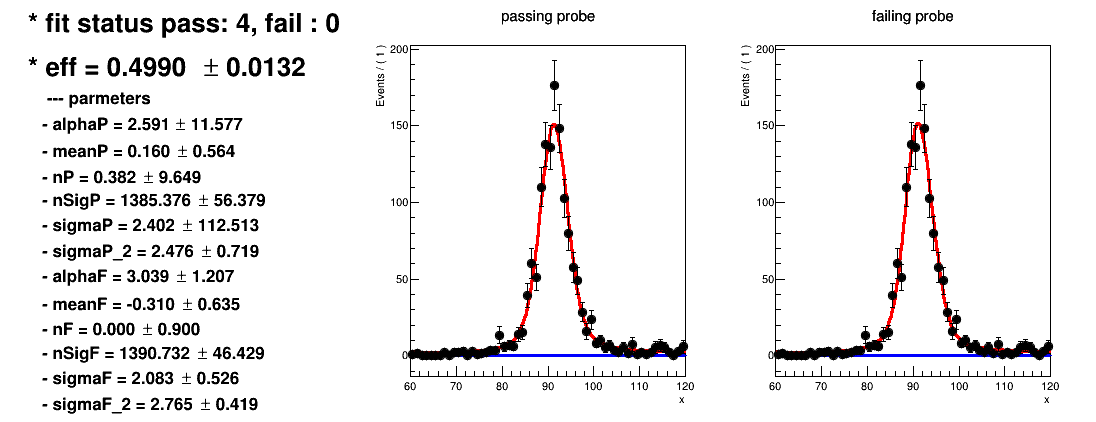 * fit status pass: 4, fail : 0
* eff = 0.4990 ± 0.0132
--- parmeters
- alphaP = 2.591 ± 11.577
- meanP = 0.160 ± 0.564
- nP = 0.382 ± 9.649
- nSigP = 1385.376 ± 56.379
- sigmaP = 2.402 ± 112.513
- sigmaP_2 = 2.476 ± 0.719
- alphaF = 3.039 ± 1.207
- meanF = -0.310 ± 0.635
- nF = 0.000 ± 0.900
- nSigF = 1390.732 ± 46.429
- sigmaF = 2.083 ± 0.526
- sigmaF_2 = 2.765 ± 0.419
passing probe
Events / ( 1 )
200
150
100
50
0
60 70 80 90 100 110 120
x
failing probe
Events / ( 1 )
200
150
100
50
0
60 70 80 90 100 110 120
x